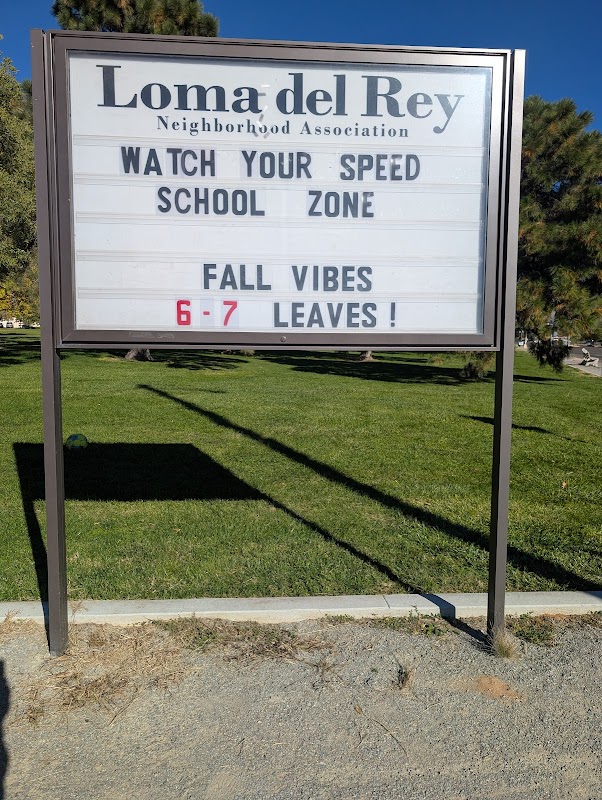 Loma del Rey
Neighborhood Association
WATCH YOUR SPEED
SCHOOL ZONE
FALL VIBES
6-7 LEAVES!